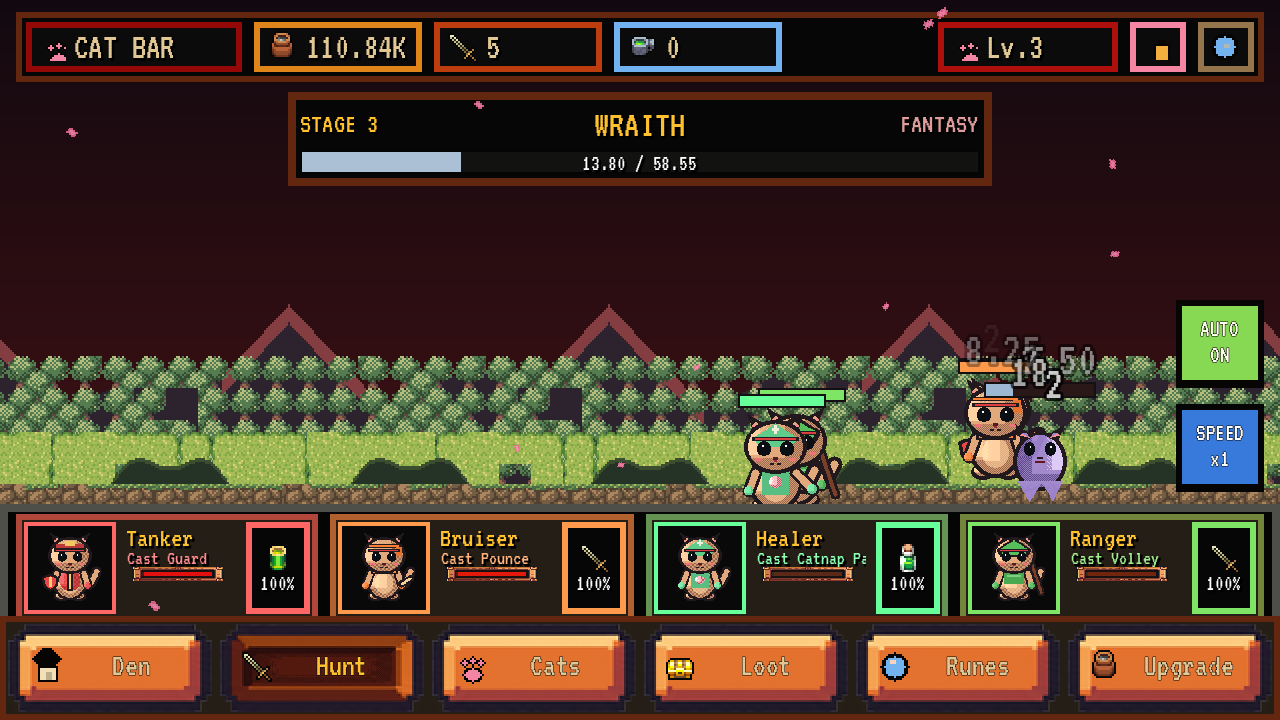 CAT BAR
110.84K
5
0
Lv.3
STAGE 3
WRAITH
FANTASY
13.80 / 58.55
AUTO
ON
182
2
SPEED
x1
Tanker
Cast Guard
100%
Bruiser
Cast Pounce
100%
Healer
Cast Catnap Pa
100%
Ranger
Cast Volley
100%
Den
Hunt
Cats
Loot
Runes
Upgrade